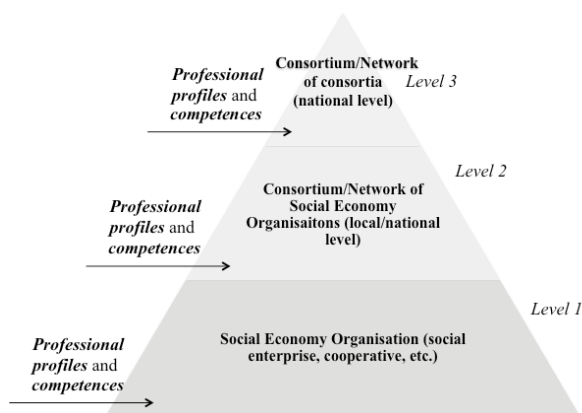 Consortium/Network
of consortia
(national level)
Level 3
Professional
profiles and
competences
Level 2
Consortium/Network of
Social Economy
Organisaitons (local/national
level)
Professional
profiles and
competences
Level 1
Social Economy Organisation (social
enterprise, cooperative, etc.)
Professional
profiles and
competences